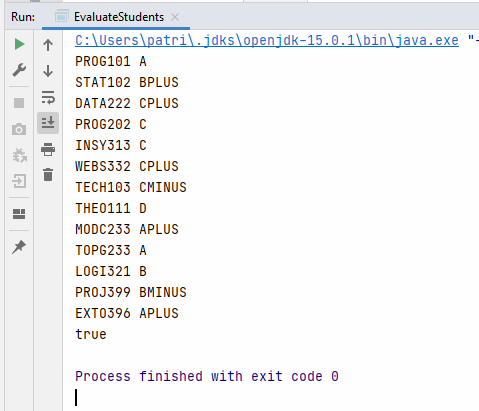 Run: EvaluateStudents
C:\Users\patri\.jdks\openjdk-15.0.1\bin\java.exe "-
PROG101 A
STAT102 BPLUS
DATA222 CPLUS
PROG202 C
INSY313 C
WEBS332 CPLUS
TECH103 CMINUS
THEO111 D
MODC233 APLUS
TOPG233 A
LOGI321 B
PROJ399 BMINUS
EXTO396 APLUS
true
Process finished with exit code 0